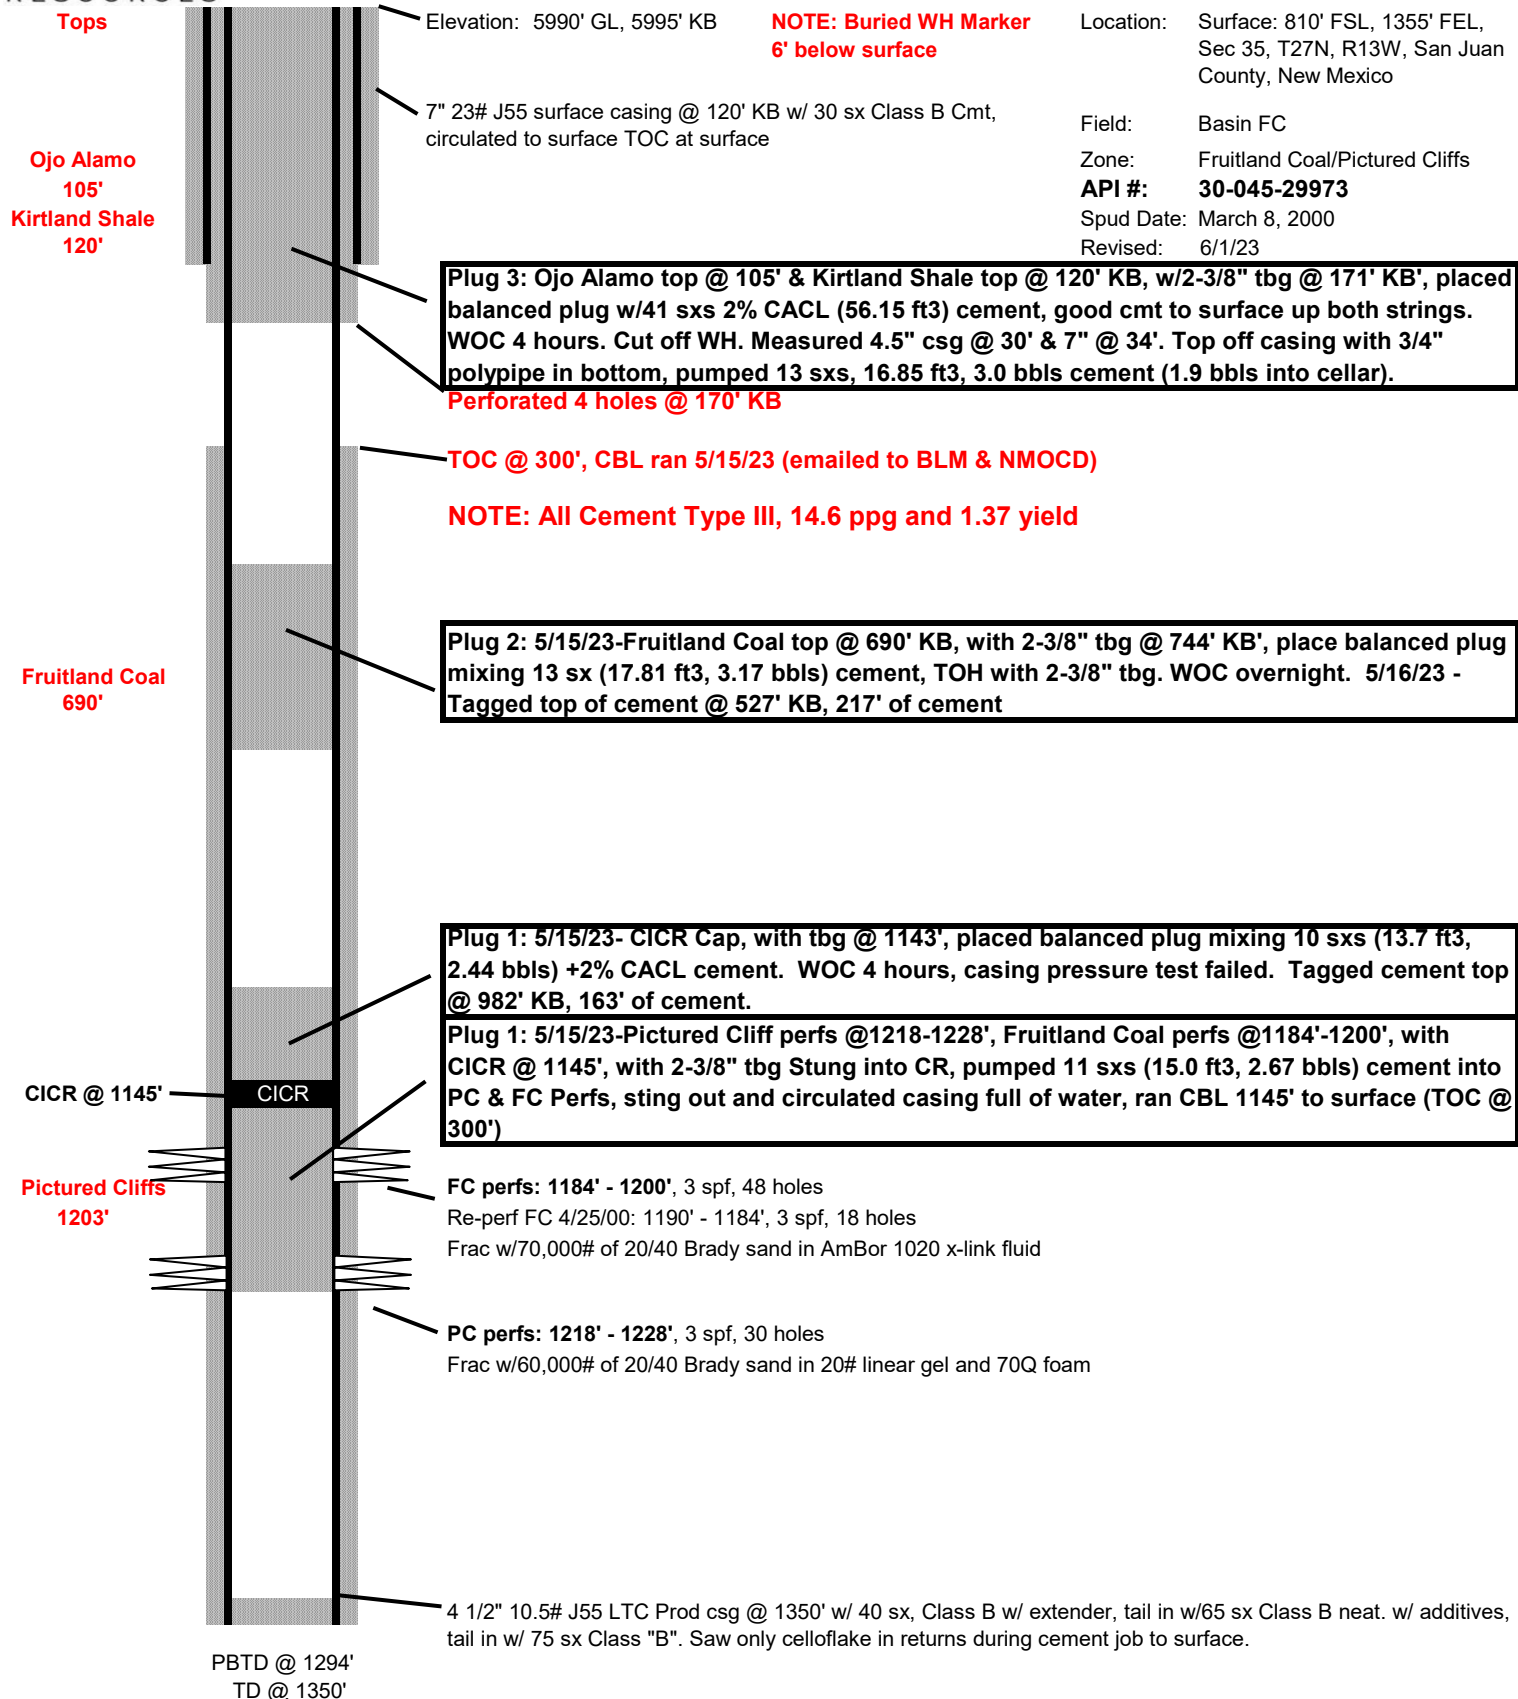 Tops
Elevation: 5990' GL, 5995' KB
NOTE: Buried WH Marker
6' below surface
Location: Surface: 810' FSL, 1355' FEL,
Sec 35, T27N, R13W, San Juan
County, New Mexico
7" 23# J55 surface casing @ 120' KB w/ 30 sx Class B Cmt,
circulated to surface TOC at surface
Field: Basin FC
Zone: Fruitland Coal/Pictured Cliffs
API #: 30-045-29973
Spud Date: March 8, 2000
Revised: 6/1/23
Ojo Alamo
105'
Kirtland Shale
120'
Plug 3: Ojo Alamo top @ 105' & Kirtland Shale top @ 120' KB, w/2-3/8" tbg @ 171' KB', placed
balanced plug w/41 sxs 2% CACL (56.15 ft3) cement, good cmt to surface up both strings.
WOC 4 hours. Cut off WH. Measured 4.5" csg @ 30' & 7" @ 34'. Top off casing with 3/4"
polypipe in bottom, pumped 13 sxs, 16.85 ft3, 3.0 bbls cement (1.9 bbls into cellar).
Perforated 4 holes @ 170' KB
TOC @ 300', CBL ran 5/15/23 (emailed to BLM & NMOCD)
NOTE: All Cement Type III, 14.6 ppg and 1.37 yield
Plug 2: 5/15/23-Fruitland Coal top @ 690' KB, with 2-3/8" tbg @ 744' KB', place balanced plug
mixing 13 sx (17.81 ft3, 3.17 bbls) cement, TOH with 2-3/8" tbg. WOC overnight. 5/16/23 -
Tagged top of cement @ 527' KB, 217' of cement
Fruitland Coal
690'
Plug 1: 5/15/23- CICR Cap, with tbg @ 1143', placed balanced plug mixing 10 sxs (13.7 ft3,
2.44 bbls) +2% CACL cement. WOC 4 hours, casing pressure test failed. Tagged cement top
@ 982' KB, 163' of cement.
Plug 1: 5/15/23-Pictured Cliff perfs @1218-1228', Fruitland Coal perfs @1184'-1200', with
CICR @ 1145', with 2-3/8" tbg Stung into CR, pumped 11 sxs (15.0 ft3, 2.67 bbls) cement into
PC & FC Perfs, sting out and circulated casing full of water, ran CBL 1145' to surface (TOC @
300')
CICR @ 1145'
CICR
Pictured Cliffs
1203'
FC perfs: 1184' - 1200', 3 spf, 48 holes
Re-perf FC 4/25/00: 1190' - 1184', 3 spf, 18 holes
Frac w/70,000# of 20/40 Brady sand in AmBor 1020 x-link fluid
PC perfs: 1218' - 1228', 3 spf, 30 holes
Frac w/60,000# of 20/40 Brady sand in 20# linear gel and 70Q foam
4 1/2" 10.5# J55 LTC Prod csg @ 1350' w/ 40 sx, Class B w/ extender, tail in w/65 sx Class B neat. w/ additives,
tail in w/ 75 sx Class "B". Saw only celloflake in returns during cement job to surface.
PBTD @ 1294'
TD @ 1350'